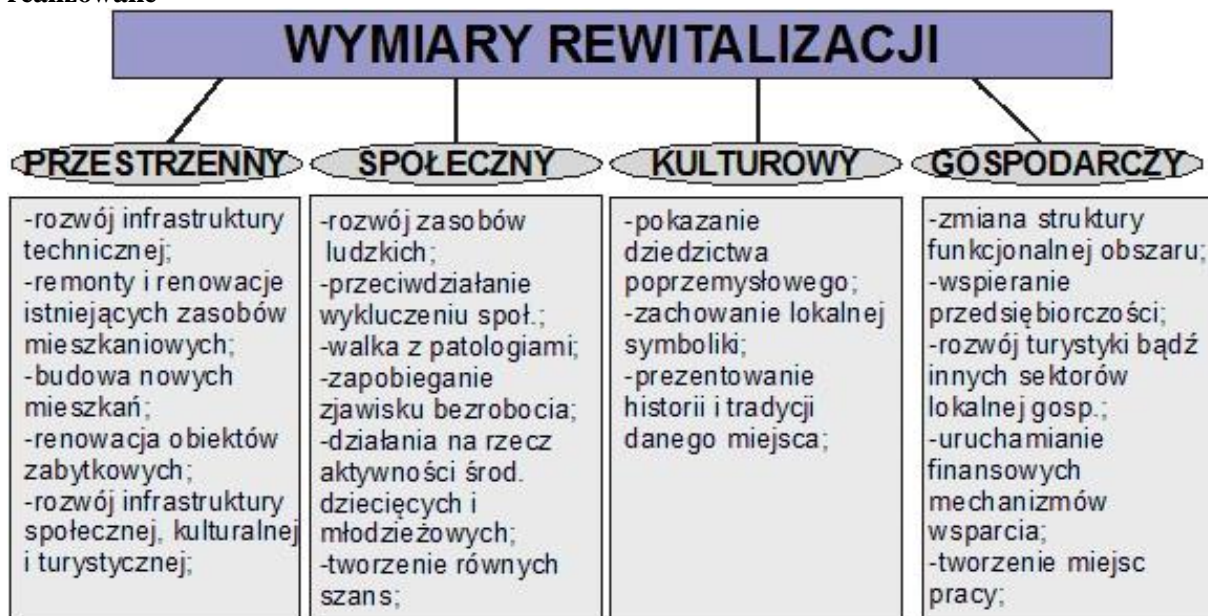 WYMIARY REWITALIZACJI
PRZESTRZENNY
-rozwój infrastruktury
technicznej;
-remonty i renowacje
istniejących zasobów
mieszkaniowych;
-budowa nowych
mieszkań;
-renowacja obiektów
zabytkowych;
-rozwój infrastruktury
społecznej, kulturalnej
i turystycznej;
SPOŁECZNY
-rozwój zasobów
ludzkich;
-przeciwdziałanie
wykluczeniu społ.;
-walka z patologiami;
-zapobieganie
zjawisku bezrobocia;
-działania na rzecz
aktywności środ.
dziecięcych i
młodzieżowych;
-tworzenie równych
szans;
KULTUROWY
-pokazanie
dziedzictwa
poprzemysłowego;
-zachowanie lokalnej
symboliki;
-prezentowanie
historii i tradycji
danego miejsca;
GOSPODARCZY
-zmiana struktury
funkcjonalnej obszaru;
-wspieranie
przedsiębiorczości;
-rozwój turystyki bądź
innych sektorów
lokalnej gosp.;
-uruchamianie
finansowych
mechanizmów
wsparcia;
-tworzenie miejsc
pracy;